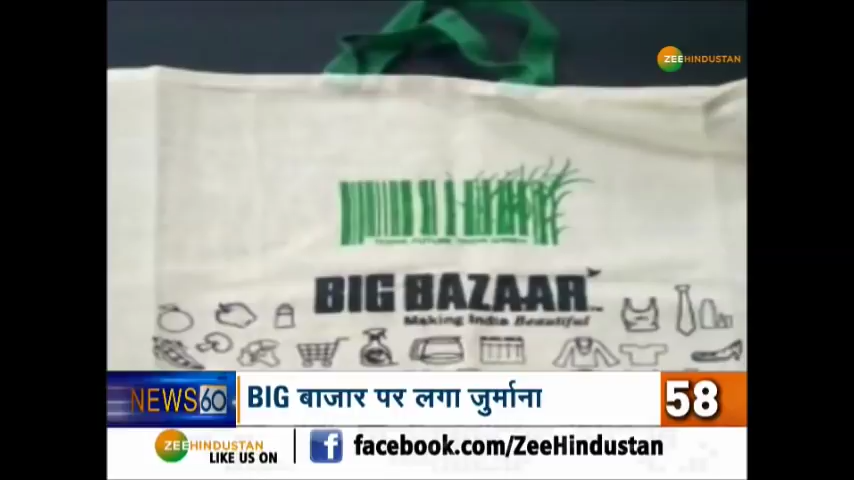 ZEEHINDUSTAN
BIG BAZAAR
Making India Beautiful
NEWS60
BIG बाजार पर लगा जुर्माना
58
ZEEHINDUSTAN
LIKE US ON
f
facebook.com/ZeeHindustan